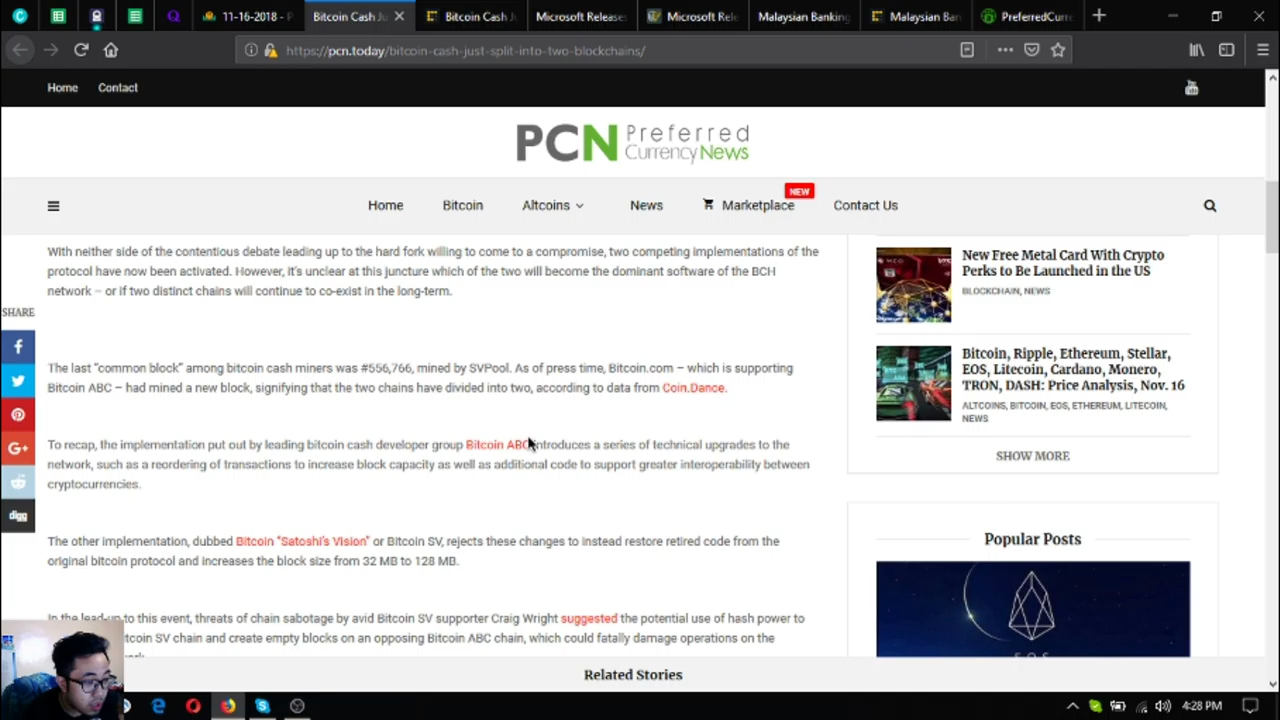 11-16-2018 - P
Bitcoin Cash Ju
Bitcoin Cash Ju
Microsoft Releases
Microsoft Rele
Malaysian Banking
Malaysian Ban
PreferredCurre
https://pcn.today/bitcoin-cash-just-split-into-two-blockchains/
Home
Contact
PCN Preferred
CurrencyNews
NEW
Home
Bitcoin
Altcoins
News
Marketplace
Contact Us
With neither side of the contentious debate leading up to the hard fork willing to come to a compromise, two competing implementations of the
protocol have now been activated. However, it's unclear at this juncture which of the two will become the dominant software of the BCH
network – or if two distinct chains will continue to co-exist in the long-term.
SHARE
The last "common block" among bitcoin cash miners was #556,766, mined by SVPool. As of press time, Bitcoin.com – which is supporting
Bitcoin ABC – had mined a new block, signifying that the two chains have divided into two, according to data from Coin.Dance.
To recap, the implementation put out by leading bitcoin cash developer group Bitcoin ABC introduces a series of technical upgrades to the
network, such as a reordering of transactions to increase block capacity as well as additional code to support greater interoperability between
cryptocurrencies.
digg
The other implementation, dubbed Bitcoin "Satoshi's Vision" or Bitcoin SV, rejects these changes to instead restore retired code from the
original bitcoin protocol and increases the block size from 32 MB to 128 MB.
In the lead-up to this event, threats of chain sabotage by avid Bitcoin SV supporter Craig Wright suggested the potential use of hash power to
tcoin SV chain and create empty blocks on an opposing Bitcoin ABC chain, which could fatally damage operations on the
New Free Metal Card With Crypto
Perks to Be Launched in the US
BLOCKCHAIN, NEWS
Bitcoin, Ripple, Ethereum, Stellar,
EOS, Litecoin, Cardano, Monero,
TRON, DASH: Price Analysis, Nov. 16
ALTCOINS, BITCOIN, EOS, ETHEREUM, LITECOIN,
NEWS
SHOW MORE
Popular Posts
Related Stories
4:28 PM